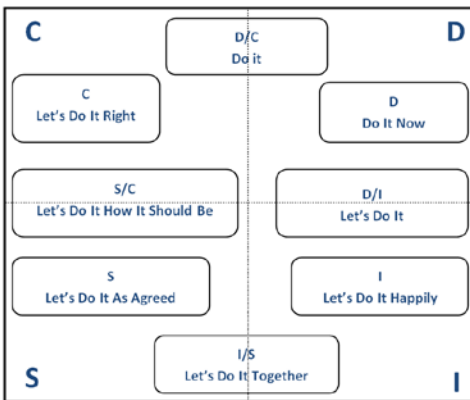 C
D
D/C
Do it
C
Let's Do It Right
D
Do It Now
S/C
Let's Do It How It Should Be
D/I
Let's Do It
S
Let's Do It As Agreed
I
Let's Do It Happily
I/S
Let's Do It Together
S
I